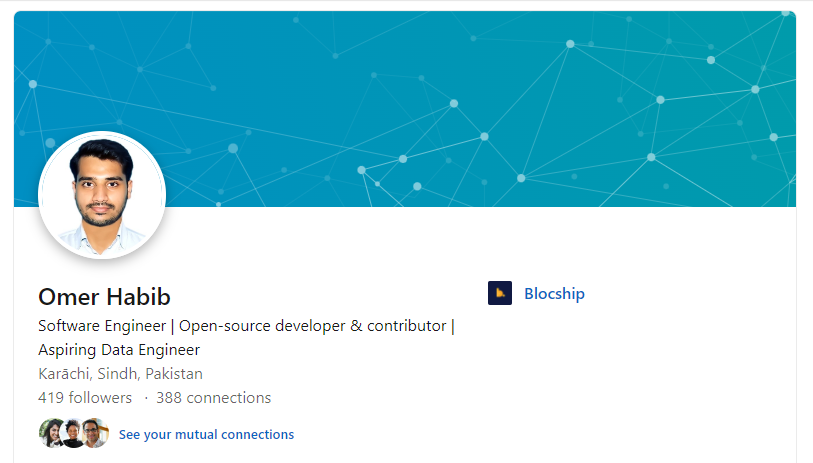 Omer Habib
Blocship
Software Engineer | Open-source developer & contributor |
Aspiring Data Engineer
Karāchi, Sindh, Pakistan
419 followers · 388 connections
See your mutual connections